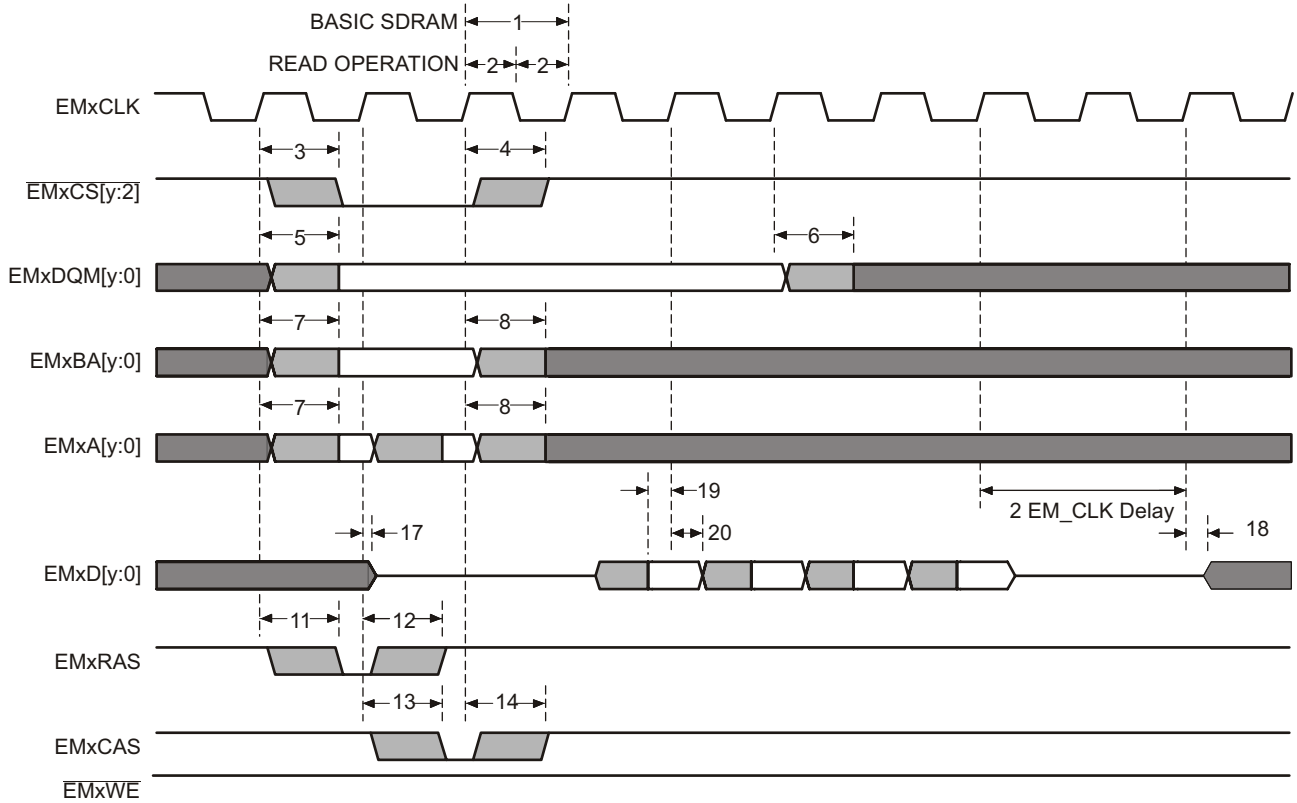 BASIC SDRAM 1
READ OPERATION 2 2
EMxCLK
3 4
EMxCS[y:2]
5 6
EMxDQM[y:0]
7 8
EMxBA[y:0]
7 8
EMxA[y:0]
19
2 EM_CLK Delay
17 20 18
EMxD[y:0]
11 12
EMxRAS
13 14
EMxCAS
EMxWE